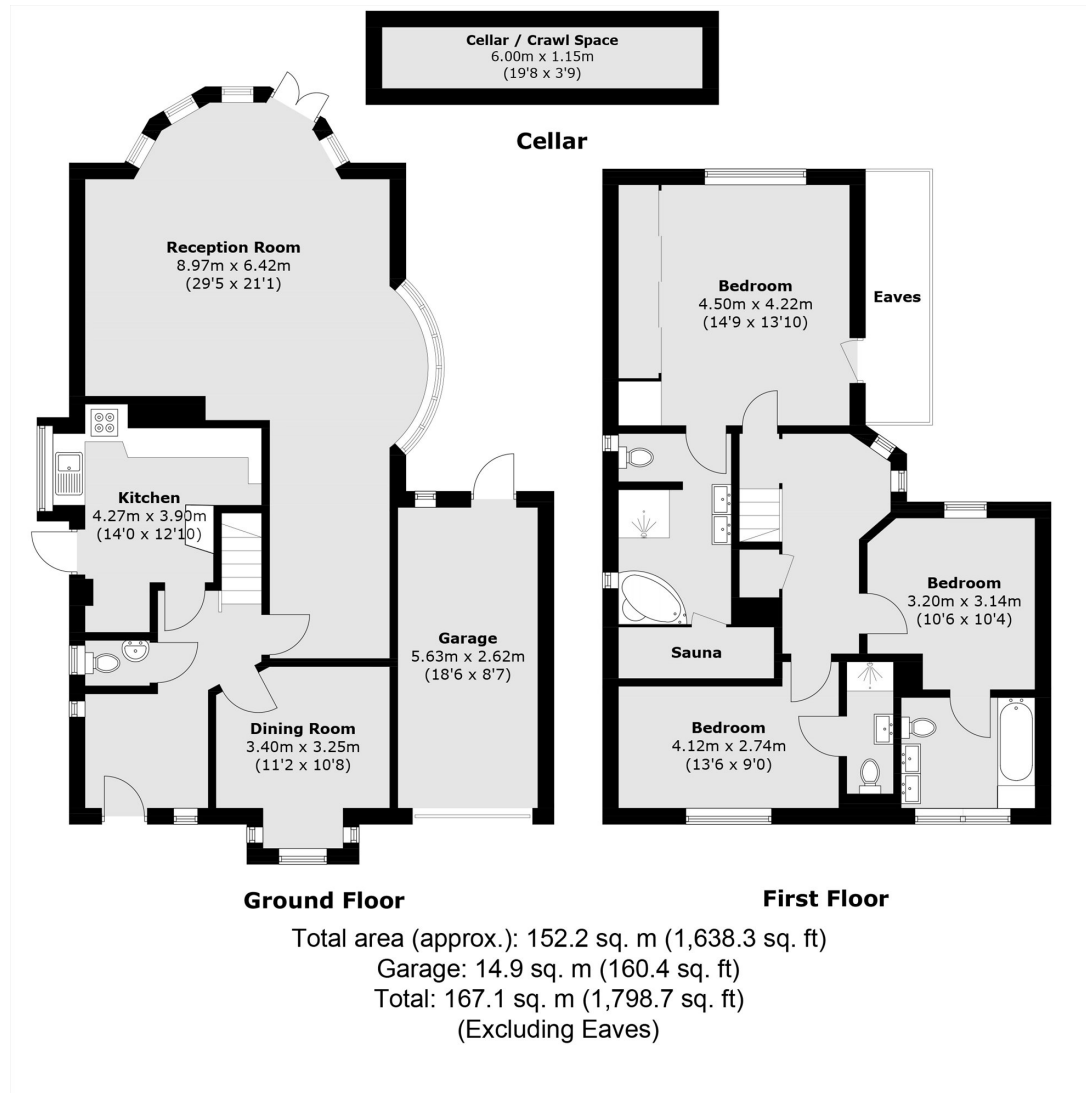 Cellar / Crawl Space
6.00m x 1.15m
(19'8 x 3'9)
Cellar
Reception Room
8.97m x 6.42m
(29'5 x 21'1)
Kitchen
4.27m x 3.90m
(14'0 x 12'10)
Garage
5.63m x 2.62m
(18'6 x 8'7)
Dining Room
3.40m x 3.25m
(11'2 x 10'8)
Ground Floor
Bedroom
4.50m x 4.22m
(14'9 x 13'10)
Eaves
Bedroom
3.20m x 3.14m
(10'6 x 10'4)
Sauna
Bedroom
4.12m x 2.74m
(13'6 x 9'0)
First Floor
Total area (approx.): 152.2 sq. m (1,638.3 sq. ft)
Garage: 14.9 sq. m (160.4 sq. ft)
Total: 167.1 sq. m (1,798.7 sq. ft)
(Excluding Eaves)